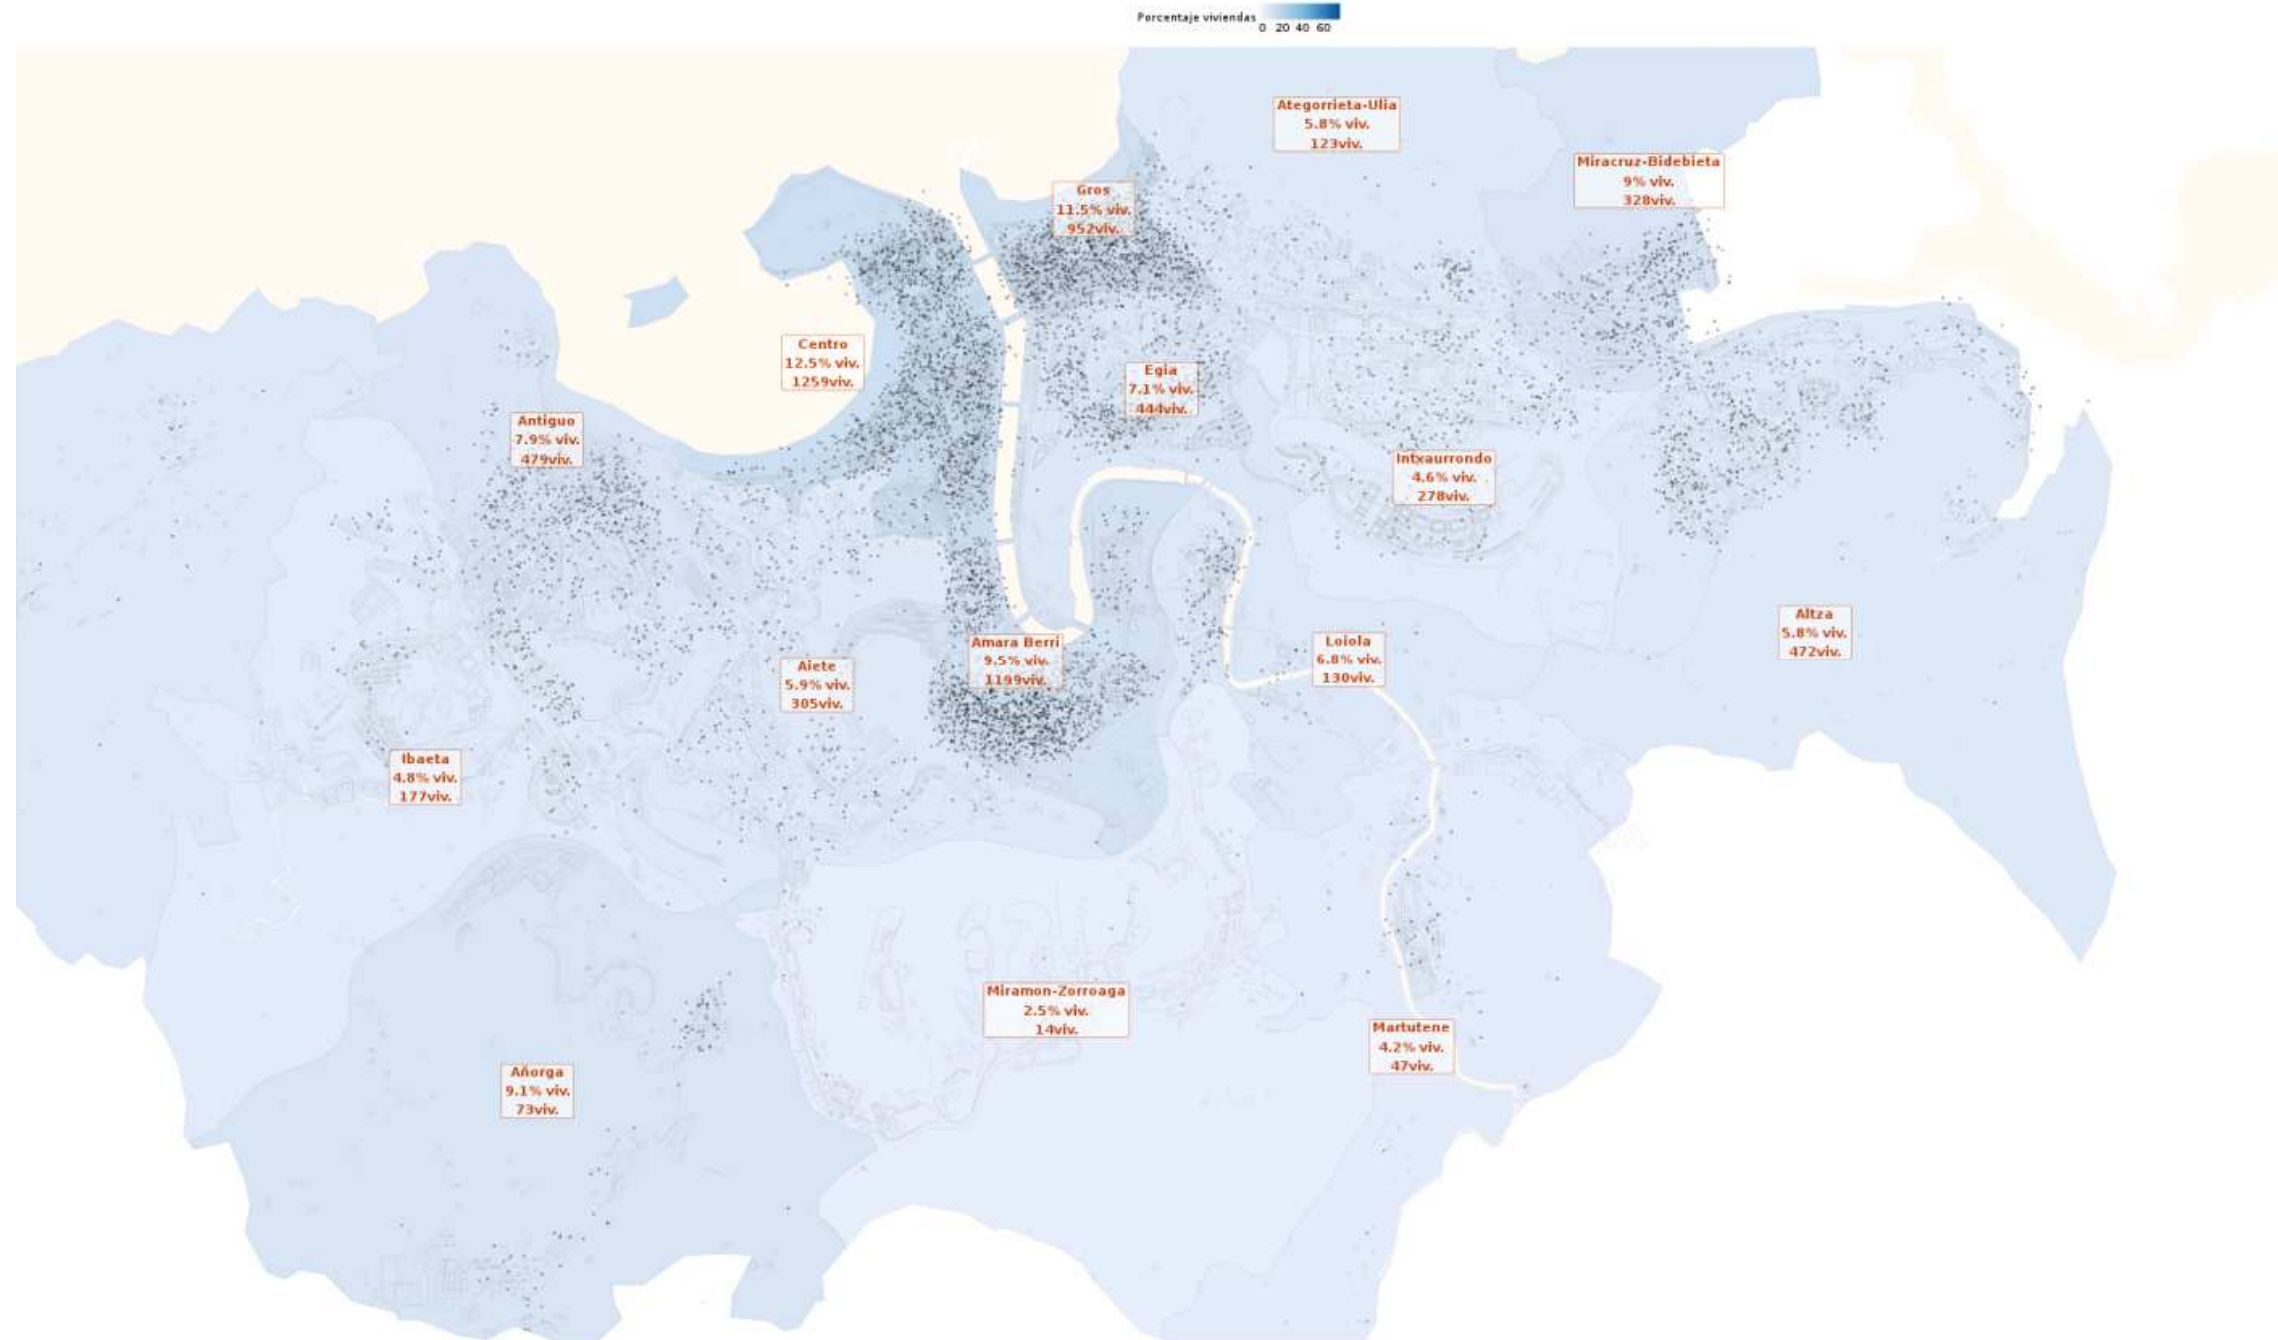 Porcentaje viviendas
0 20 40 60
Ategorrieta-Ulia
5.8% viv.
123viv.
Miracruz-Bidebieta
9% viv.
328viv.
Gros
11.5% viv.
952viv.
Centro
12.5% viv.
1259viv.
Egia
7.1% viv.
444viv.
Antiguo
7.9% viv.
479viv.
Intxaurrondo
4.6% viv.
278viv.
Altza
5.8% viv.
472viv.
Amara Berri
9.5% viv.
1199viv.
Loiola
6.8% viv.
130viv.
Aiete
5.9% viv.
305viv.
Ibaeta
4.8% viv.
177viv.
Miramon-Zorroaga
2.5% viv.
14viv.
Martutene
4.2% viv.
47viv.
Añorga
9.1% viv.
73viv.